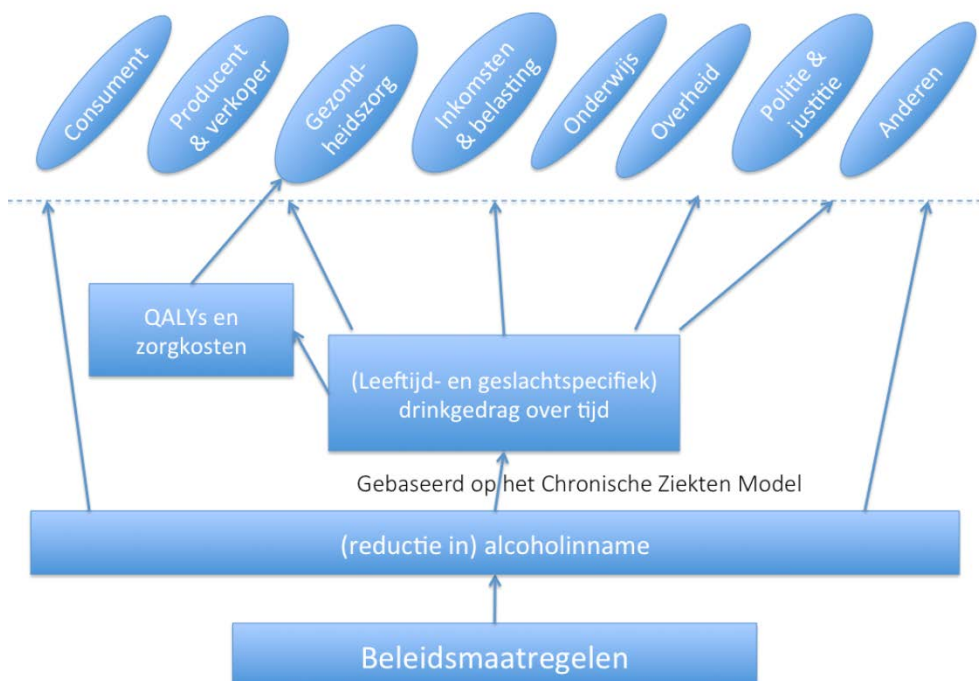 Consument
Producent
& verkoper
Gezond-
heidszorg
Inkomsten
& belasting
Onderwijs
Overheid
Politie &
justitie
Anderen
QALYs en
zorgkosten
(Leeftijd- en geslachtspecifiek)
drinkgedrag over tijd
Gebaseerd op het Chronische Ziekten Model
(reductie in) alcoholinname
Beleidsmaatregelen